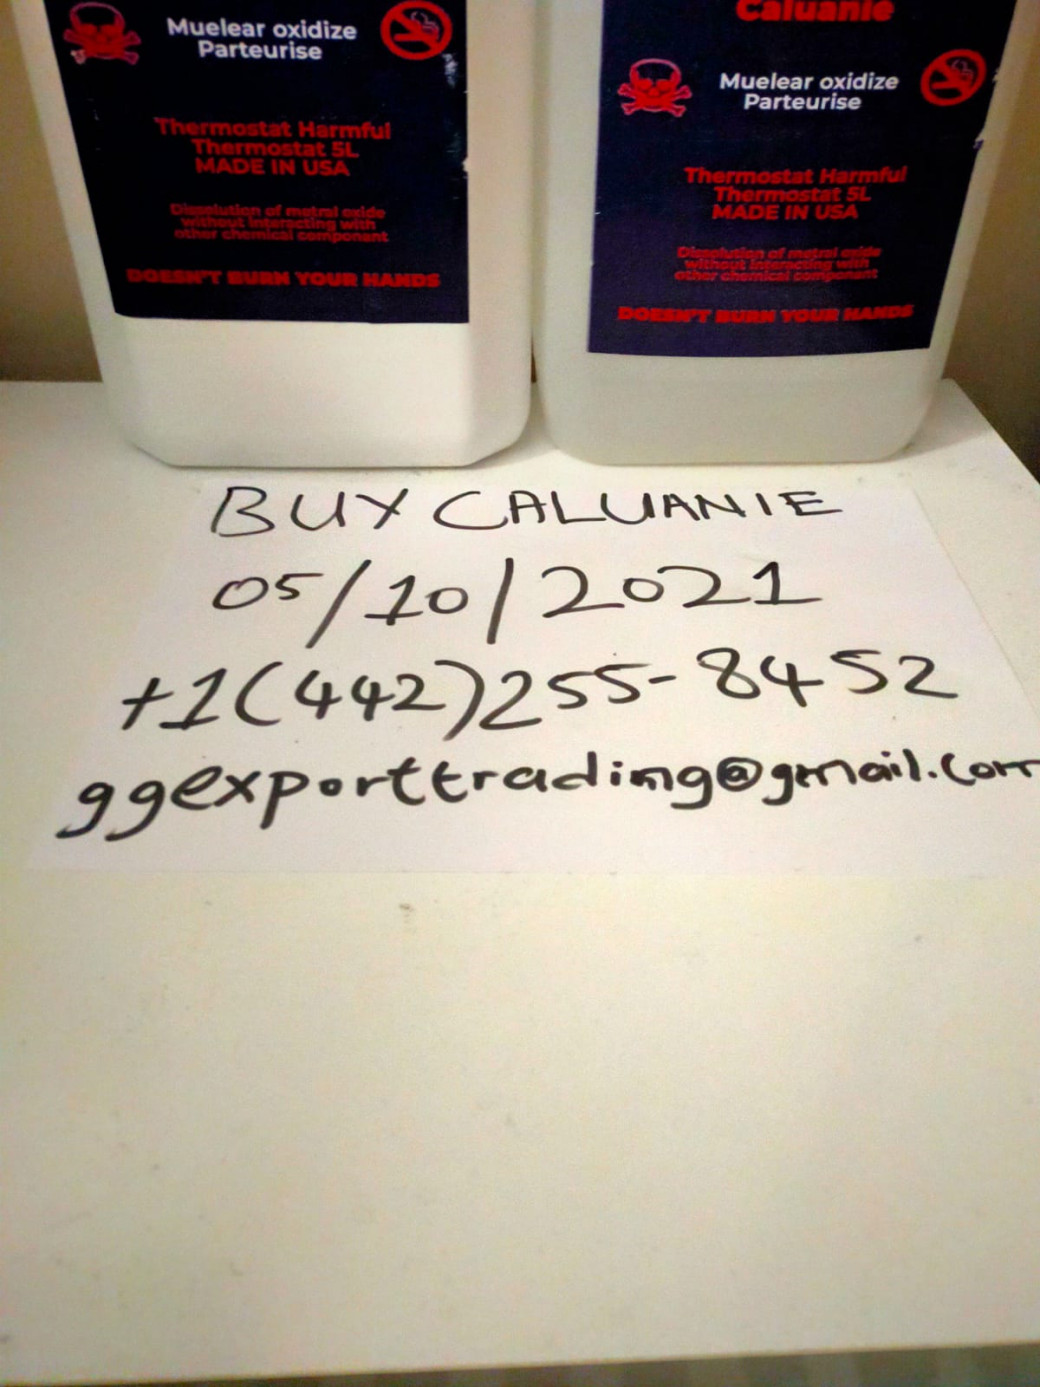 Muelear oxidize
Parteurise
Thermostat Harmful
Thermostat 5L
MADE IN USA
Dissolution of metral oxide
without interacting with
other chemical component
DOESN'T BURN YOUR HANDS
Caluanie
Muelear oxidize
Parteurise
Thermostat Harmful
Thermostat 5L
MADE IN USA
Dissolution of metral oxide
without interacting with
other chemical component
DOESN'T BURN YOUR HANDS
BUY CALUANIE
05/10/2021
+1(442)255-8452
ggexporttrading@gmail.com